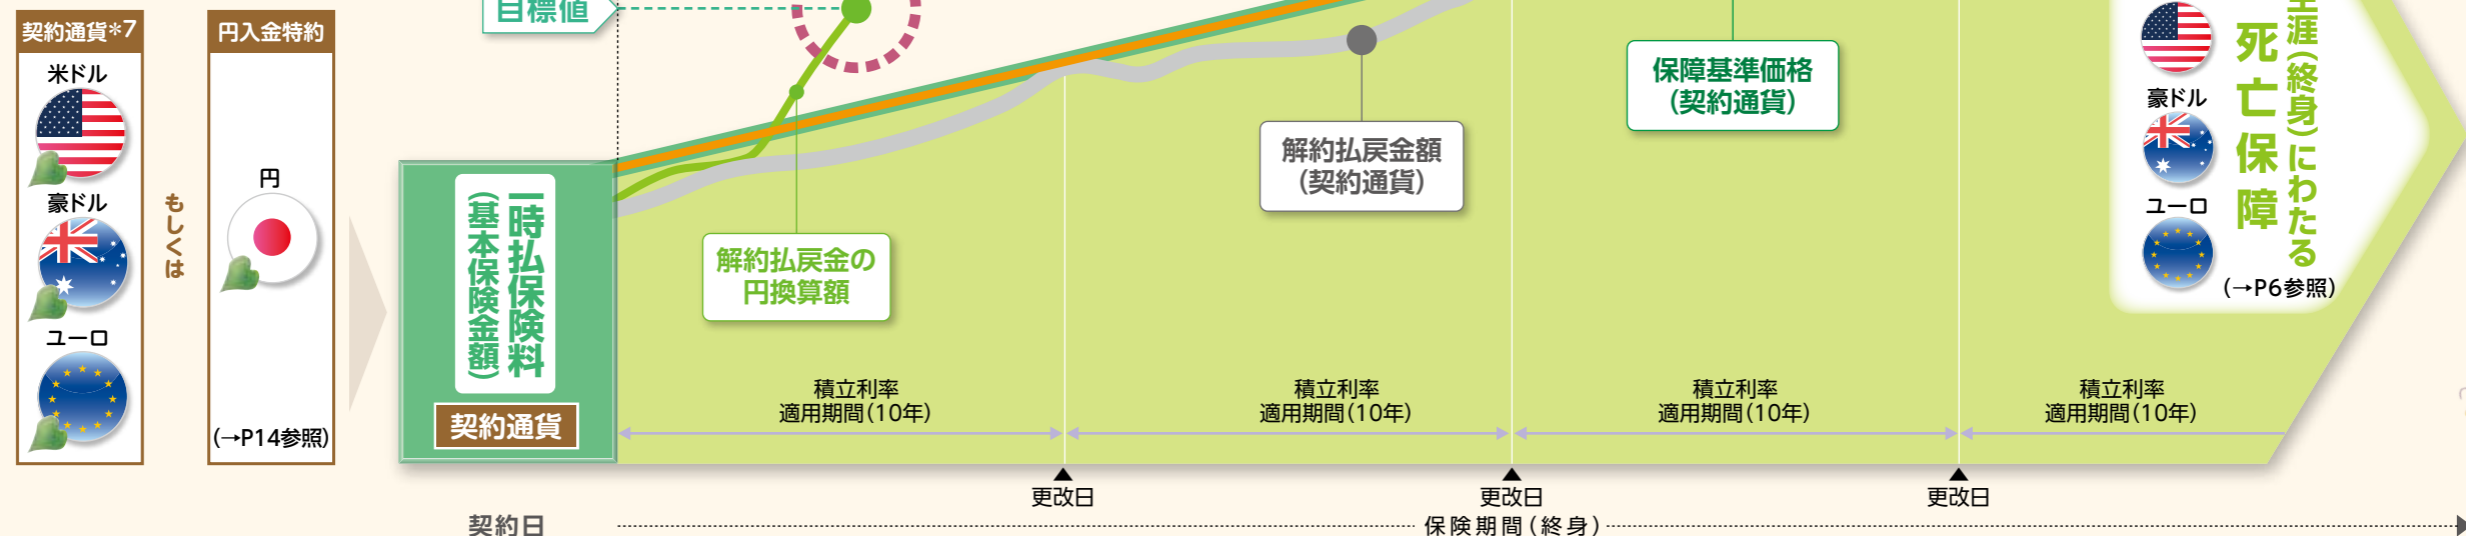 契約通貨*7
米ドル
豪ドル
ユーロ
もしくは
円入金特約
円
(→P14参照)
目標値
一時払保険料
(基本保険金額)
契約通貨
解約払戻金の
円換算額
解約払戻金額
(契約通貨)
保障基準価格
(契約通貨)
豪ドル
ユーロ
生涯(終身)にわたる
死亡保障
(→P6参照)
積立利率
適用期間(10年)
積立利率
適用期間(10年)
積立利率
適用期間(10年)
積立利率
適用期間(10年)
更改日
更改日
更改日
契約日
保険期間(終身)